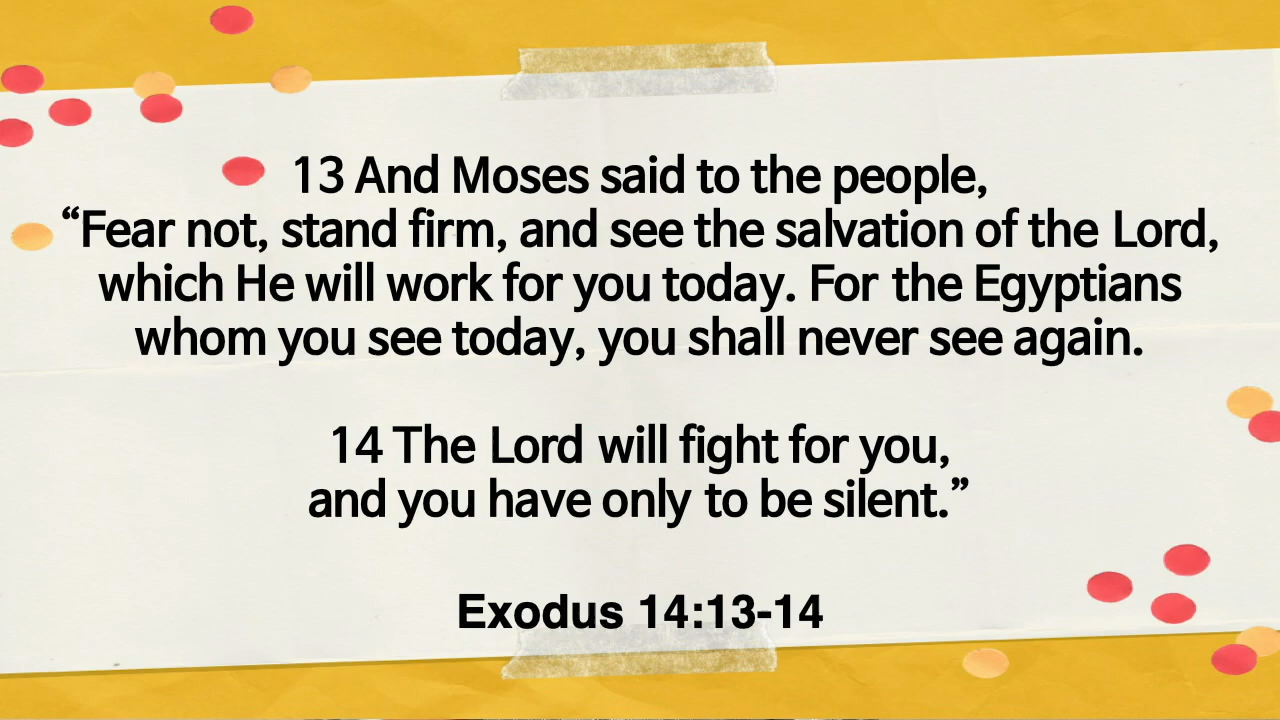 13 And Moses said to the people,
“Fear not, stand firm, and see the salvation of the Lord,
which He will work for you today. For the Egyptians
whom you see today, you shall never see again.
14 The Lord will fight for you,
and you have only to be silent.”
Exodus 14:13-14